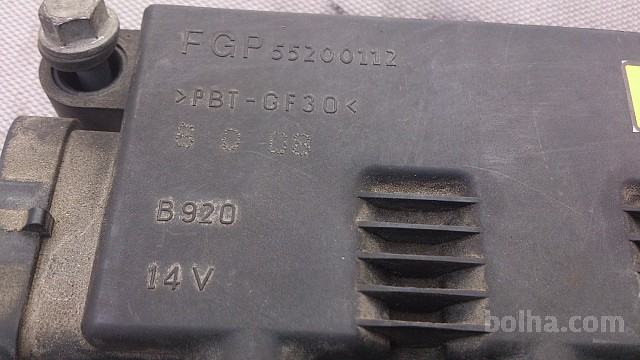 FGP 55200112
>PBT-GF30<
B920
14V
bolha.com